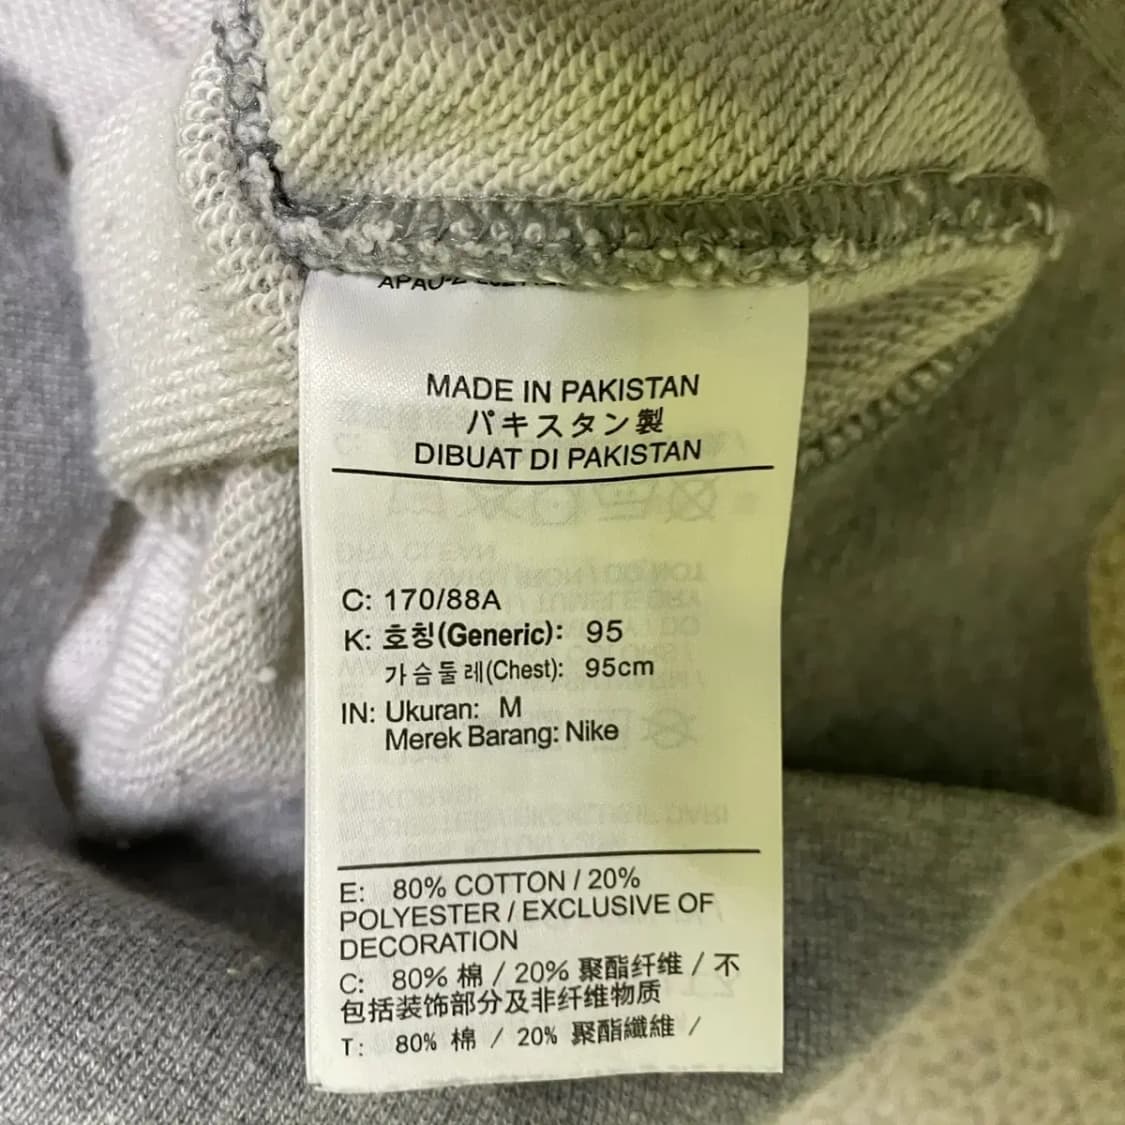 MADE IN PAKISTAN
パキスタン製
DIBUAT DI PAKISTAN
C: 170/88A
K: 호칭(Generic): 95
가슴둘레(Chest): 95cm
IN: Ukuran: M
Merek Barang: Nike
E: 80% COTTON / 20%
POLYESTER / EXCLUSIVE OF
DECORATION
C: 80% 棉 / 20% 聚酯纤维 / 不
包括装饰部分及非纤维物质
T: 80% 棉 / 20% 聚酯纖維 /